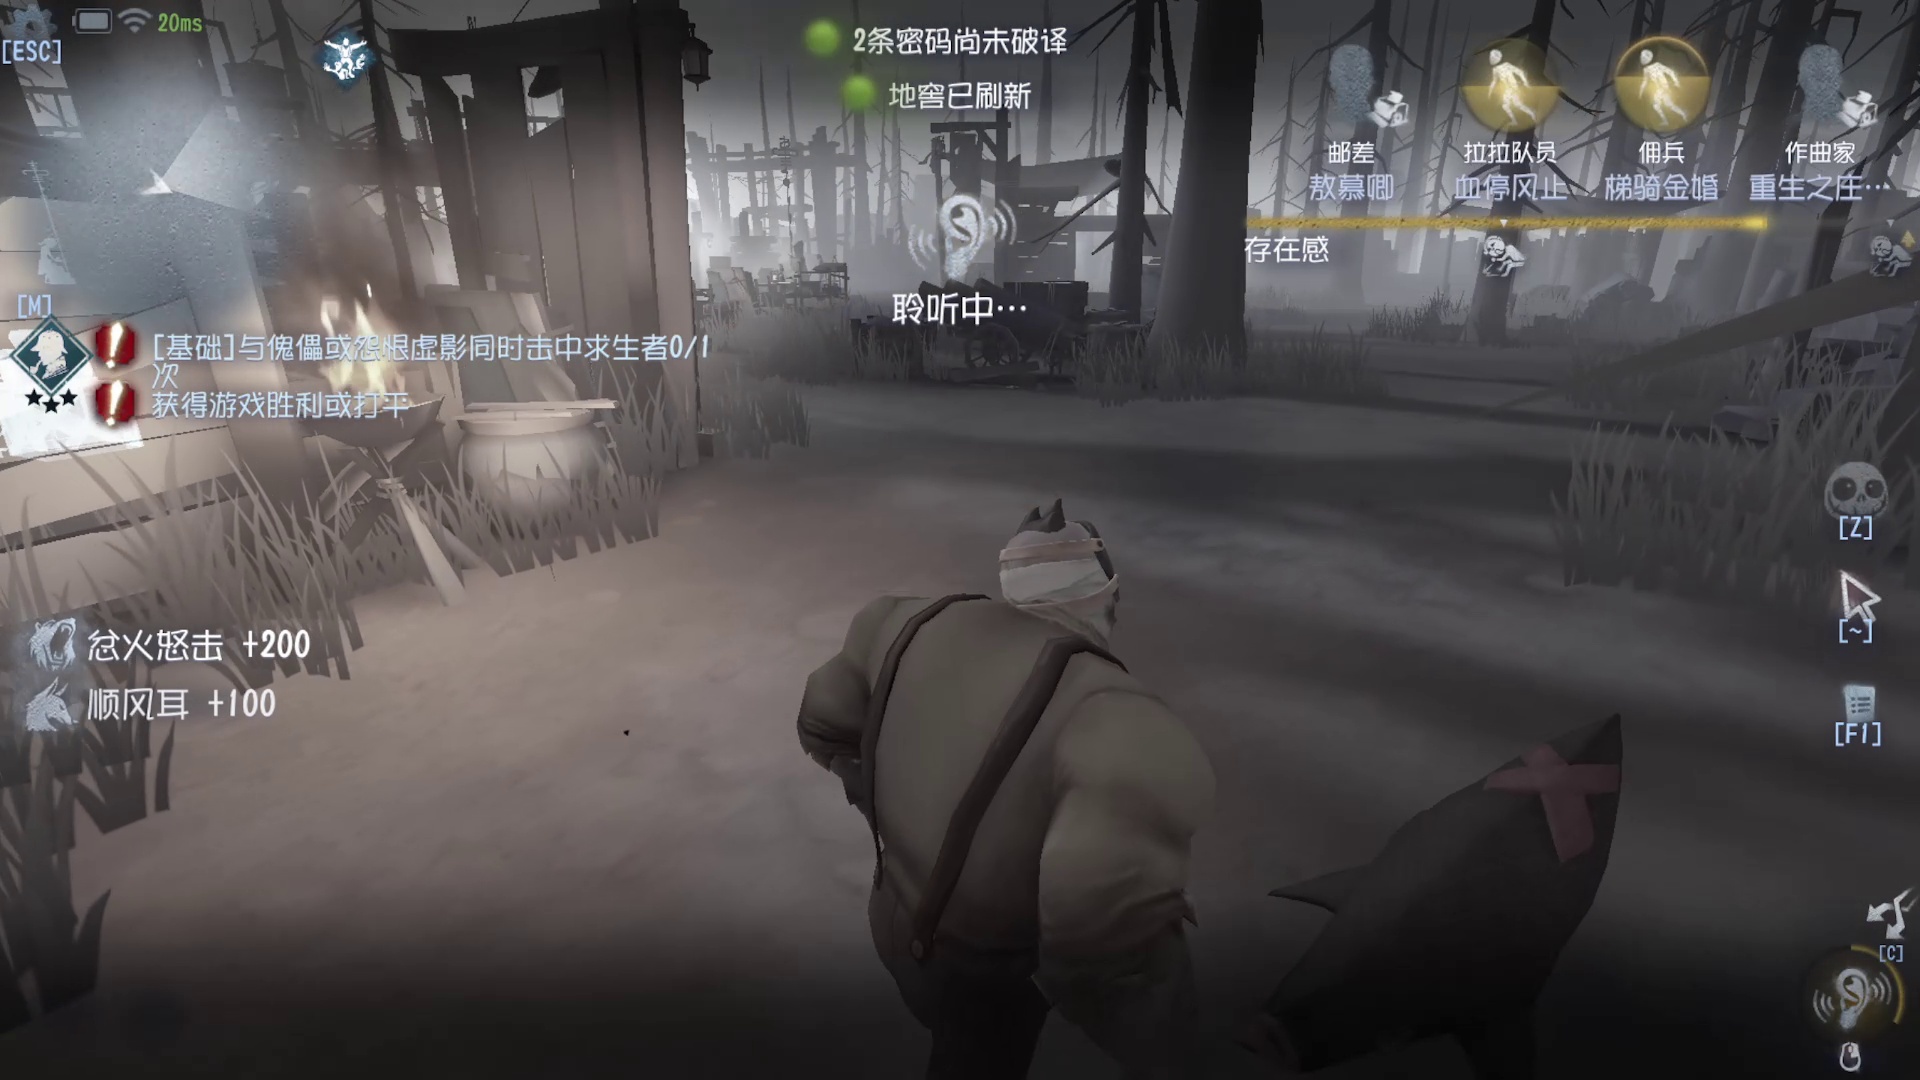 20ms
[ESC]
2条密码尚未破译
地窖已刷新
聆听中…
邮差
敖慕卿
拉拉队员
血停风止
佣兵
梯骑金婚
作曲家
重生之庄…
存在感
[M]
[基础]与傀儡或怨恨虚影同时击中求生者0/1
次
获得游戏胜利或打平
忿火怒击 +200
顺风耳 +100
[Z]
[~]
[F1]
[C]